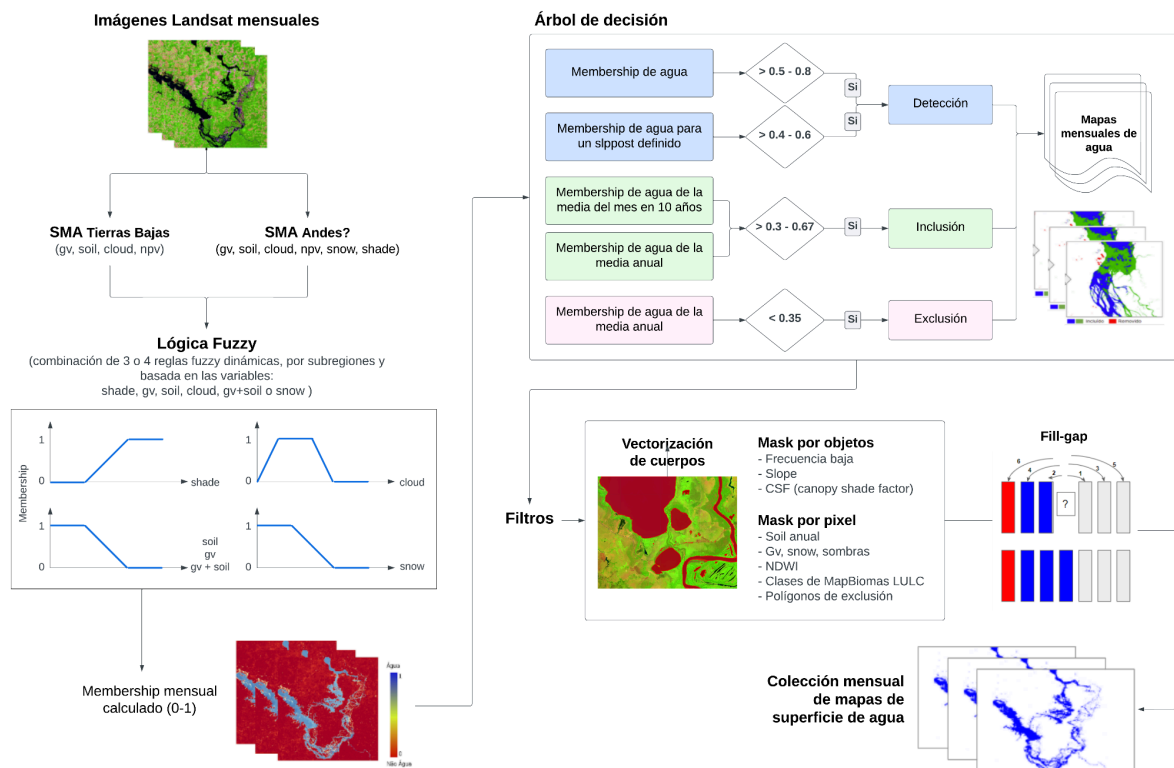 Imágenes Landsat mensuales
SMA Tierras Bajas
(gv, soil, cloud, npv)
SMA Andes?
(gv, soil, cloud, npv, snow, shade)
Lógica Fuzzy
(combinación de 3 o 4 reglas fuzzy dinámicas, por subregiones y
basada en las variables:
shade, gv, soil, cloud, gv+soil o snow )
Membership
1
0
shade
1
0
cloud
1
0
soil
gv
gv + soil
1
0
snow
Membership mensual
calculado (0-1)
Água
1
0
Não Água
Árbol de decisión
Membership de agua
> 0.5 - 0.8
Si
Membership de agua para
un slppost definido
> 0.4 - 0.6
Si
Detección
Membership de agua de la
media del mes en 10 años
Membership de agua de la
media anual
> 0.3 - 0.67
Si
Inclusión
Membership de agua de la
media anual
< 0.35
Si
Exclusión
Mapas
mensuales de
agua
Filtros
Vectorización
de cuerpos
Mask por objetos
- Frecuencia baja
- Slope
- CSF (canopy shade factor)
Mask por pixel
- Soil anual
- Gv, snow, sombras
- NDWI
- Clases de MapBiomas LULC
- Polígonos de exclusión
Fill-gap
6
4
2
1
3
5
?
Colección mensual
de mapas de
superficie de agua